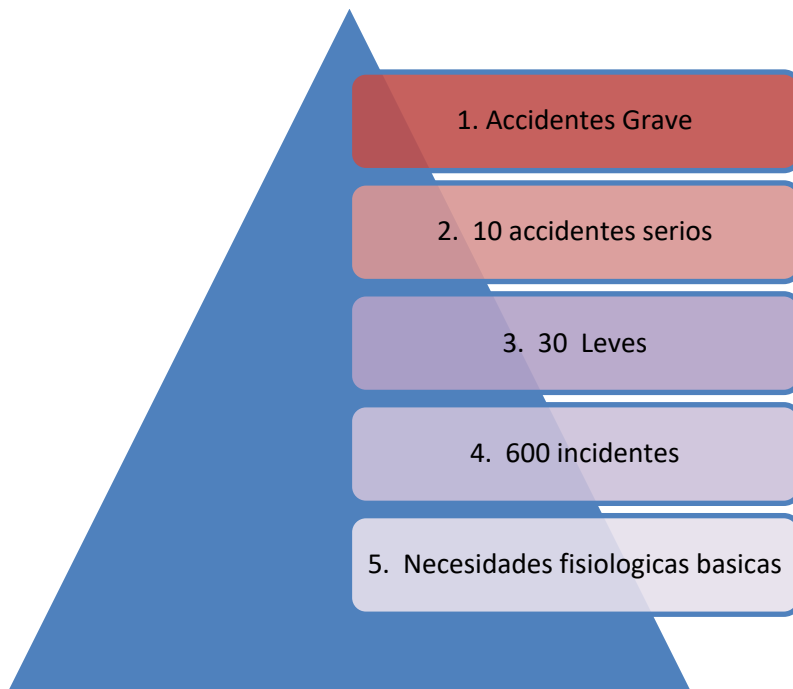 1. Accidentes Grave
2. 10 accidentes serios
3. 30 Leves
4. 600 incidentes
5. Necesidades fisiologicas basicas